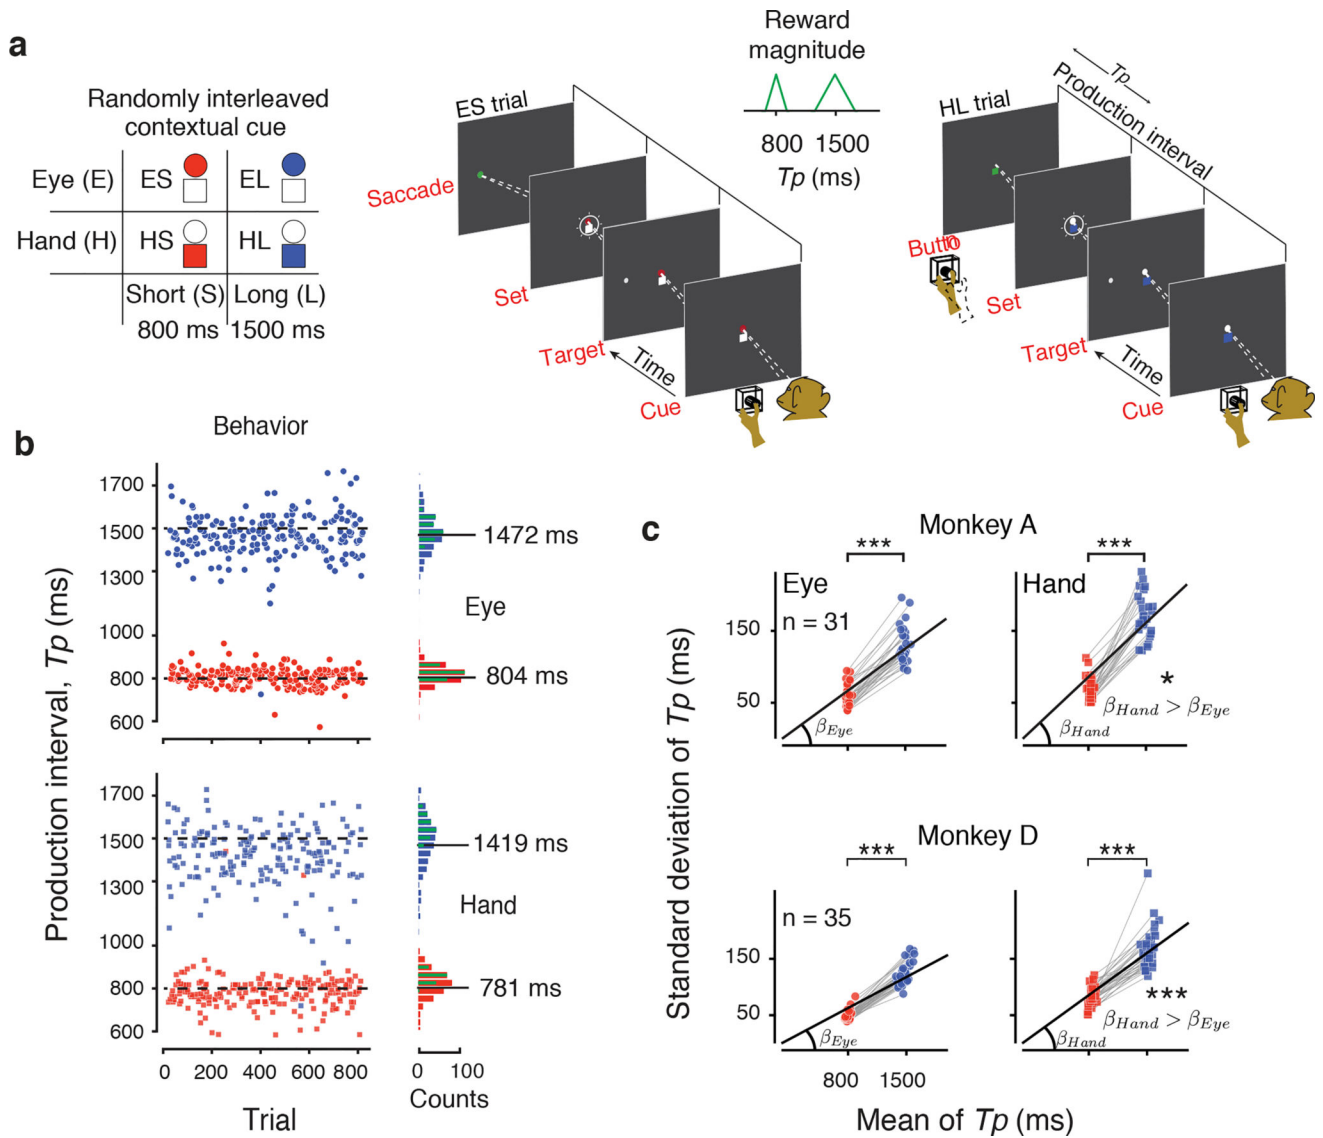 a
Randomly interleaved
contextual cue
Eye (E)
ES
EL
Hand (H)
HS
HL
Short (S)
Long (L)
800 ms
1500 ms
ES trial
Saccade
Set
Target
Time
Cue
Reward
magnitude
800
1500
Tp (ms)
HL trial
Tp
Production interval
Button
Set
Target
Time
Cue
b
Behavior
Production interval, Tp (ms)
1700
1500
1300
1000
800
600
1472 ms
Eye
804 ms
1700
1500
1300
1000
800
600
1419 ms
Hand
781 ms
0
200
400
600
800
Trial
0
100
Counts
c
Monkey A
Standard deviation of Tp (ms)
***
Eye
n = 31
150
50
βEye
***
Hand
*
βHand > βEye
βHand
Monkey D
***
n = 35
150
50
βEye
***
***
βHand > βEye
βHand
800
1500
Mean of Tp (ms)